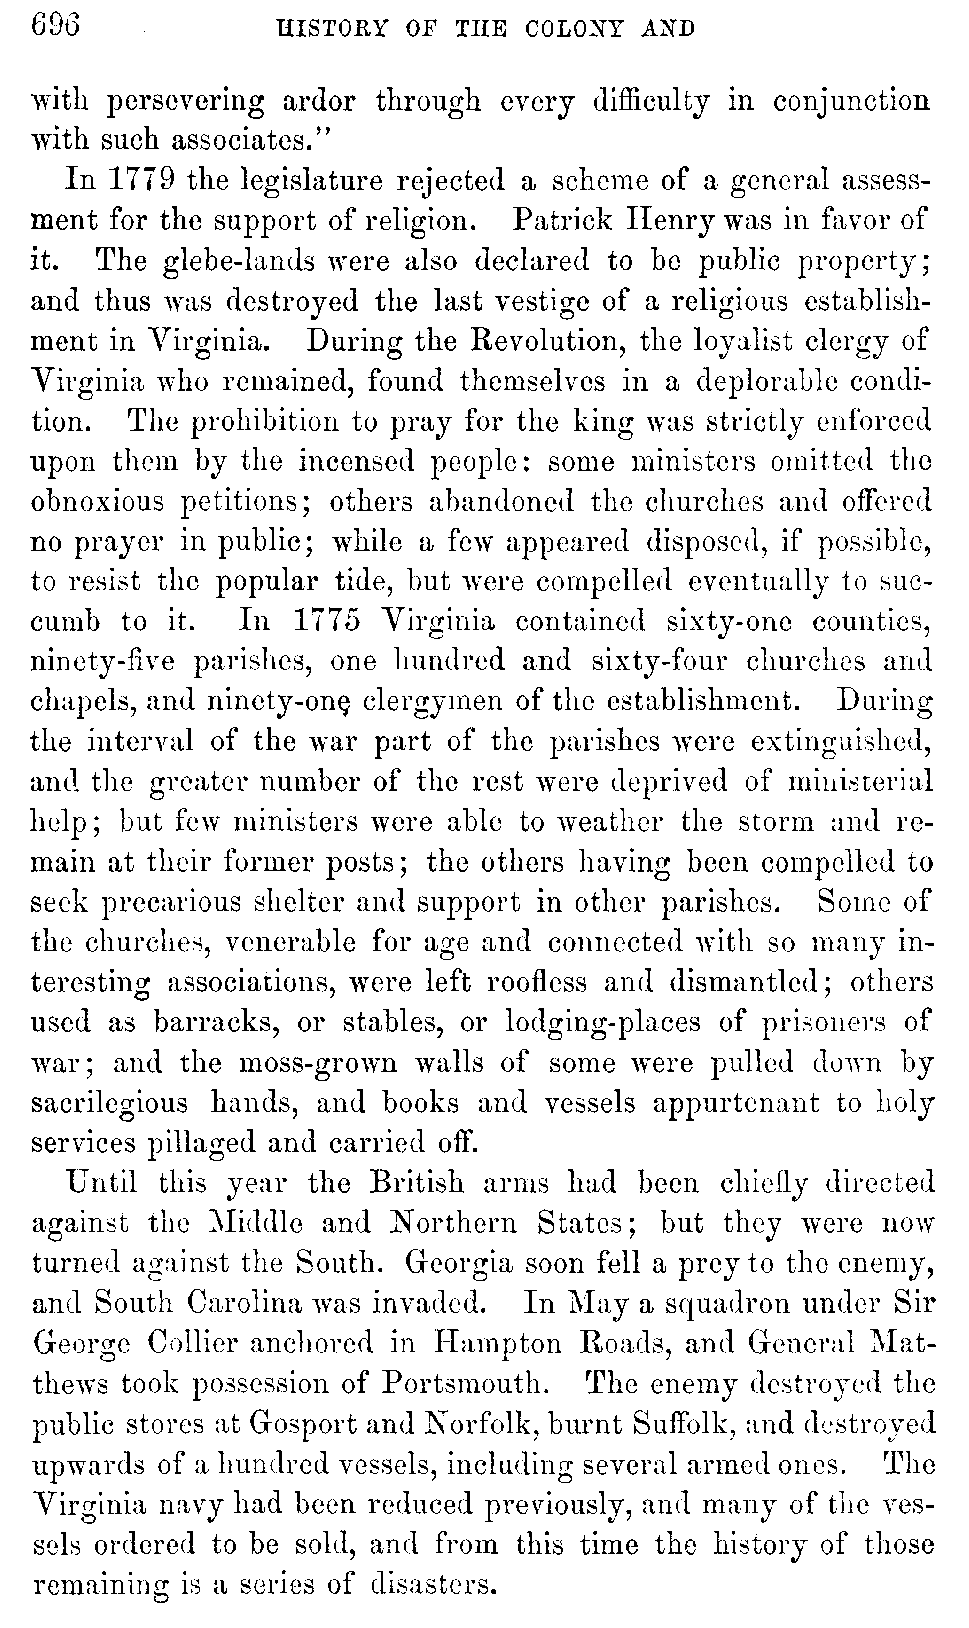 696 HISTORY OF THE COLONY AND
with persevering ardor through every difficulty in conjunction
with such associates."
In 1779 the legislature rejected a scheme of a general assess-
ment for the support of religion. Patrick Henry was in favor of
it. The glebe-lands were also declared to be public property;
and thus was destroyed the last vestige of a religious establish-
ment in Virginia. During the Revolution, the loyalist clergy of
Virginia who remained, found themselves in a deplorable condi-
tion. The prohibition to pray for the king was strictly enforced
upon them by the incensed people: some ministers omitted the
obnoxious petitions; others abandoned the churches and offered
no prayer in public; while a few appeared disposed, if possible,
to resist the popular tide, but were compelled eventually to suc-
cumb to it. In 1775 Virginia contained sixty-one counties,
ninety-five parishes, one hundred and sixty-four churches and
chapels, and ninety-one clergymen of the establishment. During
the interval of the war part of the parishes were extinguished,
and the greater number of the rest were deprived of ministerial
help; but few ministers were able to weather the storm and re-
main at their former posts; the others having been compelled to
seek precarious shelter and support in other parishes. Some of
the churches, venerable for age and connected with so many in-
teresting associations, were left roofless and dismantled; others
used as barracks, or stables, or lodging-places of prisoners of
war; and the moss-grown walls of some were pulled down by
sacrilegious hands, and books and vessels appurtenant to holy
services pillaged and carried off.
Until this year the British arms had been chiefly directed
against the Middle and Northern States; but they were now
turned against the South. Georgia soon fell a prey to the enemy,
and South Carolina was invaded. In May a squadron under Sir
George Collier anchored in Hampton Roads, and General Mat-
thews took possession of Portsmouth. The enemy destroyed the
public stores at Gosport and Norfolk, burnt Suffolk, and destroyed
upwards of a hundred vessels, including several armed ones. The
Virginia navy had been reduced previously, and many of the ves-
sels ordered to be sold, and from this time the history of those
remaining is a series of disasters.